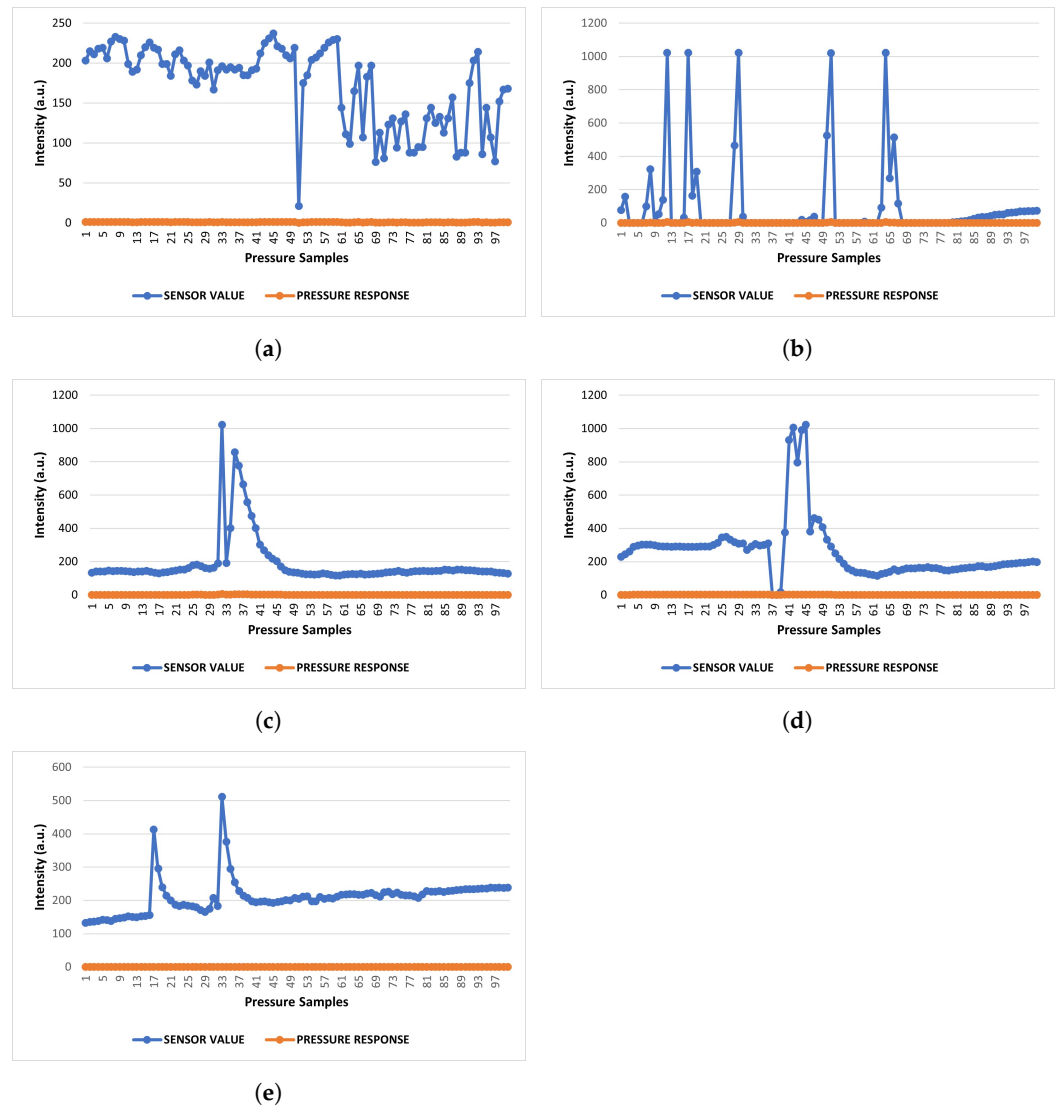 250
200
150
100
50
0
Intensity (a.u.)
1 5 9 13 17 21 25 29 33 37 41 45 49 53 57 61 65 69 73 77 81 85 89 93 97
Pressure Samples
SENSOR VALUE PRESSURE RESPONSE
(a)
1200
1000
800
600
400
200
0
Intensity (a.u.)
1 5 9 13 17 21 25 29 33 37 41 45 49 53 57 61 65 69 73 77 81 85 89 93 97
Pressure Samples
SENSOR VALUE PRESSURE RESPONSE
(b)
1200
1000
800
600
400
200
0
Intensity (a.u.)
1 5 9 13 17 21 25 29 33 37 41 45 49 53 57 61 65 69 73 77 81 85 89 93 97
Pressure Samples
SENSOR VALUE PRESSURE RESPONSE
(c)
1200
1000
800
600
400
200
0
Intensity (a.u.)
1 5 9 13 17 21 25 29 33 37 41 45 49 53 57 61 65 69 73 77 81 85 89 93 97
Pressure Samples
SENSOR VALUE PRESSURE RESPONSE
(d)
600
500
400
300
200
100
0
Intensity (a.u.)
1 5 9 13 17 21 25 29 33 37 41 45 49 53 57 61 65 69 73 77 81 85 89 93 97
Pressure Samples
SENSOR VALUE PRESSURE RESPONSE
(e)